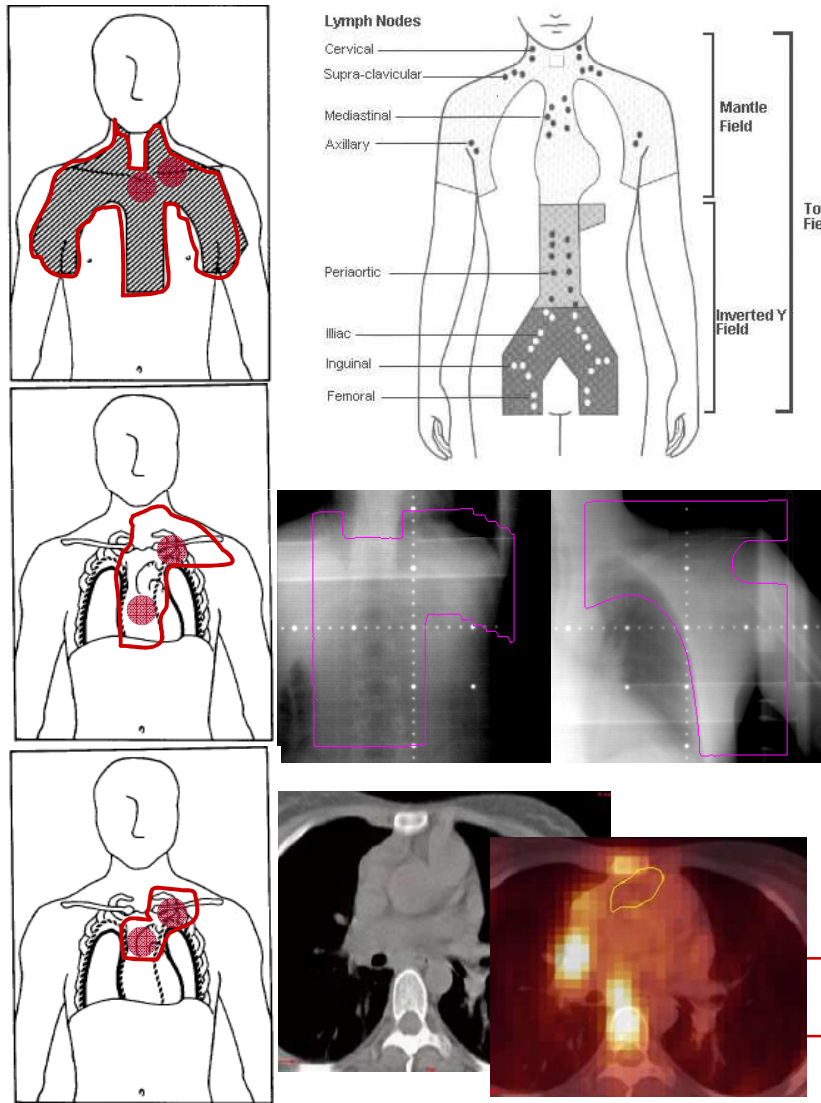 Lymph Nodes
Cervical
Supra-clavicular
Mediastinal
Axillary
Mantle
Field
Periaortic
Inverted Y
Field
Illiac
Inguinal
Femoral